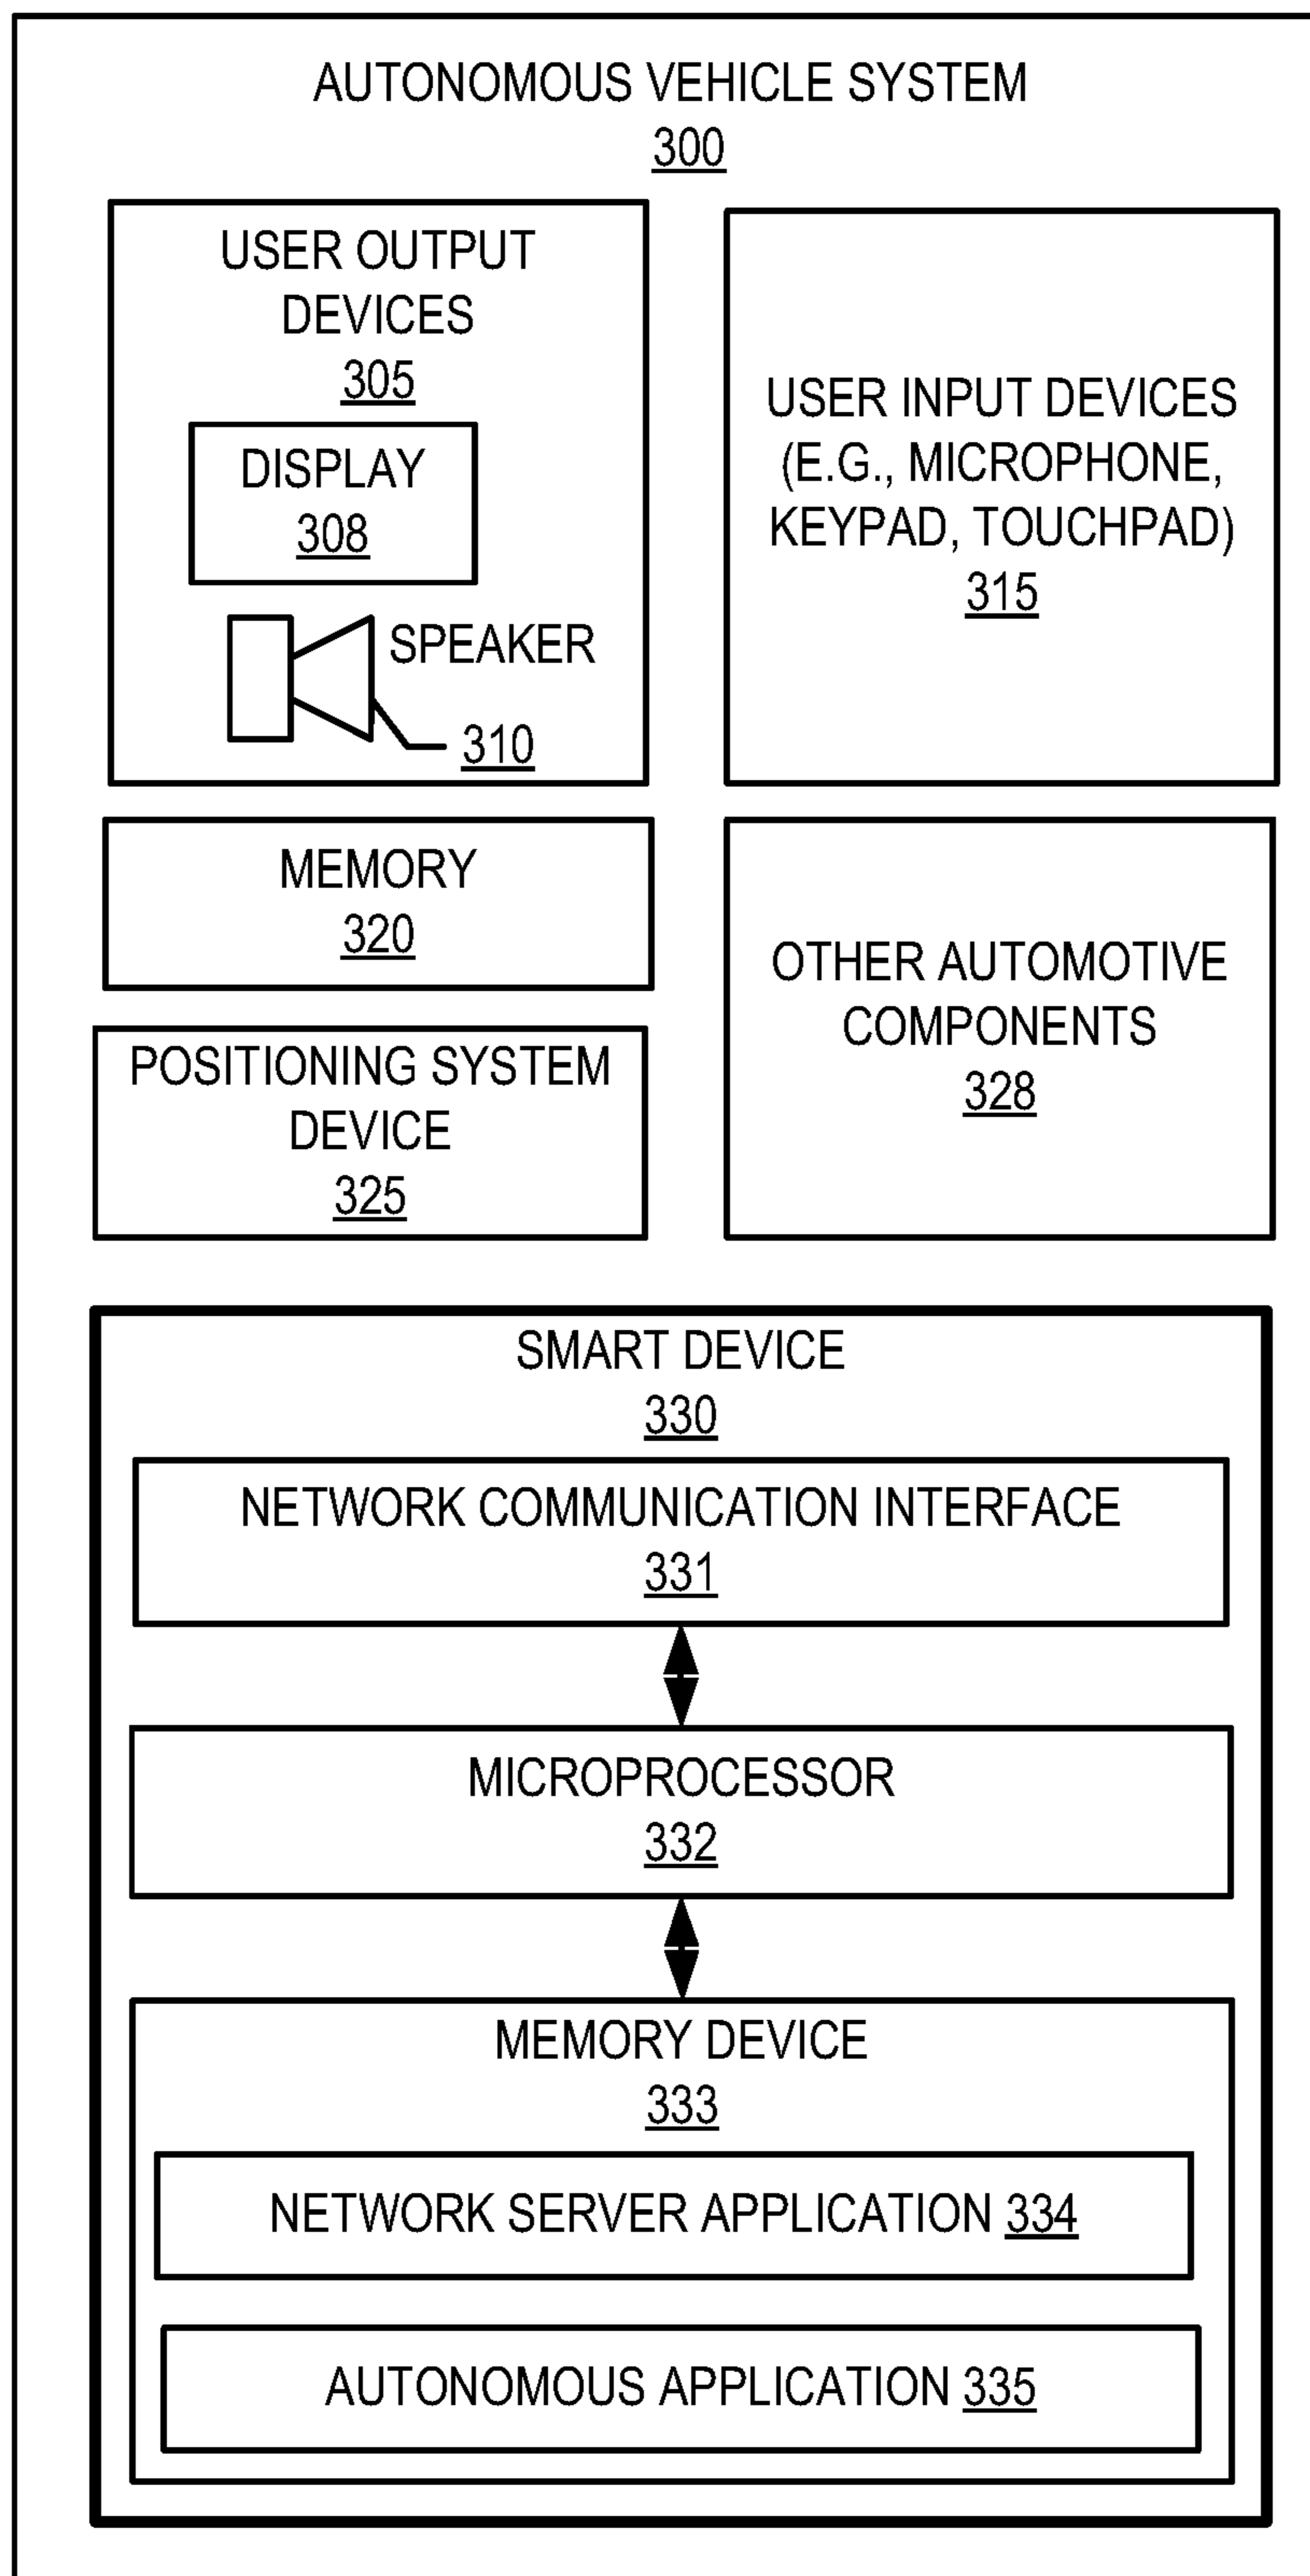 AUTONOMOUS VEHICLE SYSTEM
300
USER OUTPUT
DEVICES
305
DISPLAY
308
SPEAKER
310
USER INPUT DEVICES
(E.G., MICROPHONE,
KEYPAD, TOUCHPAD)
315
MEMORY
320
OTHER AUTOMOTIVE
COMPONENTS
328
POSITIONING SYSTEM
DEVICE
325
SMART DEVICE
330
NETWORK COMMUNICATION INTERFACE
331
MICROPROCESSOR
332
MEMORY DEVICE
333
NETWORK SERVER APPLICATION 334
AUTONOMOUS APPLICATION 335